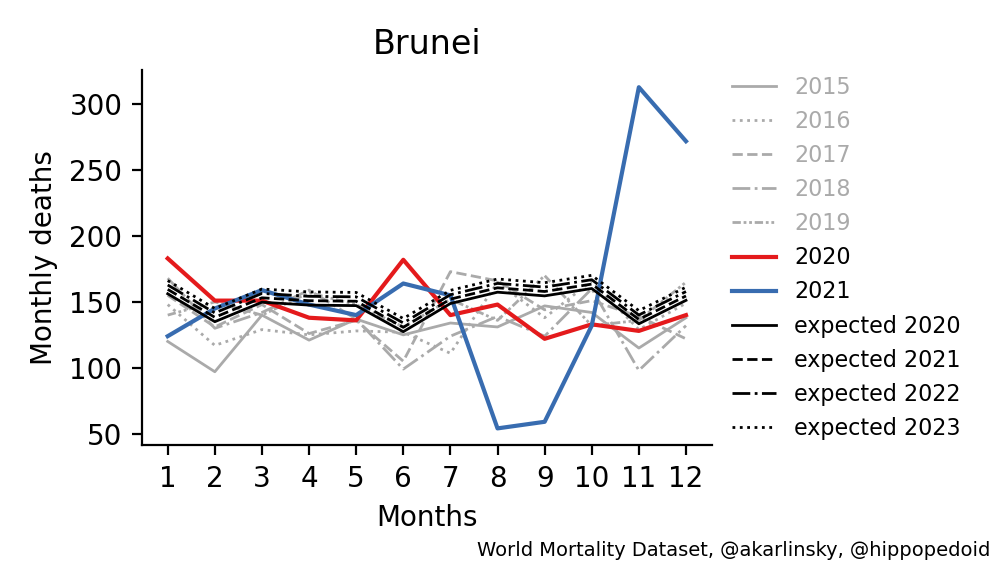 Brunei
Monthly deaths
300
250
200
150
100
50
1 2 3 4 5 6 7 8 9 10 11 12
Months
2015
2016
2017
2018
2019
2020
2021
expected 2020
expected 2021
expected 2022
expected 2023
World Mortality Dataset, @akarlinsky, @hippopedoid